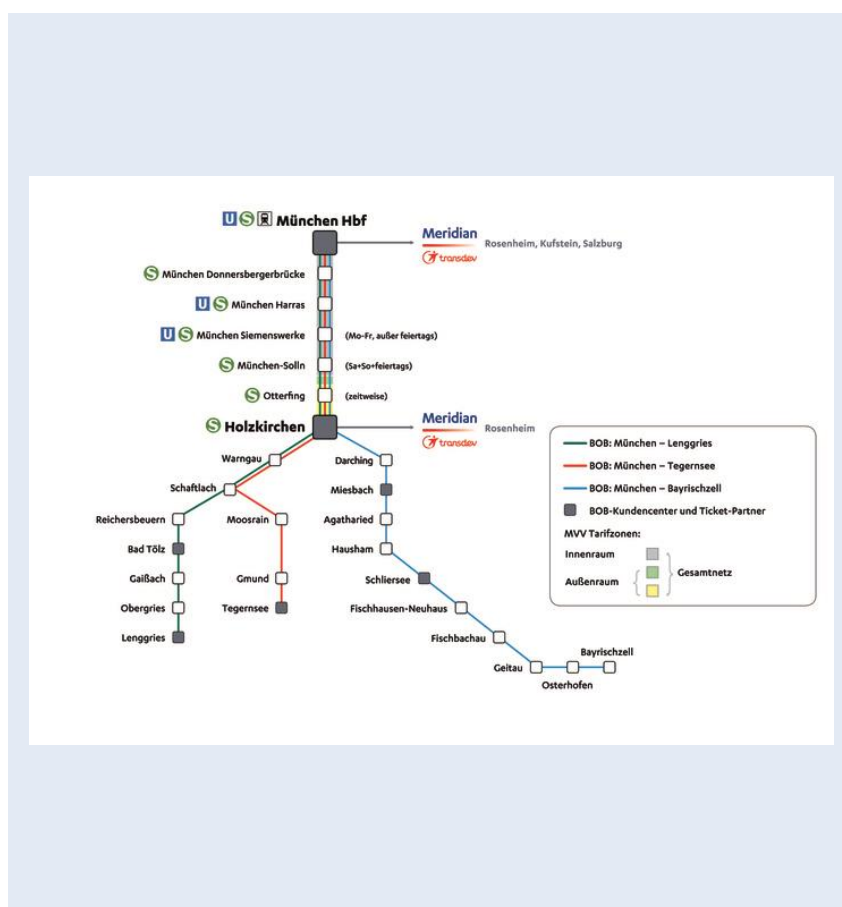 U S München Hbf
Meridian
transdev
Rosenheim, Kufstein, Salzburg
S München Donnersbergerbrücke
U S München Harras
U S München Siemenswerke
(Mo-Fr, außer feiertags)
S München-Solln
(Sa+So+feiertags)
S Otterfing
(zeitweise)
S Holzkirchen
Meridian
transdev
Rosenheim
Warngau
Schaftlach
Reichersbeuern
Bad Tölz
Gaißach
Obergries
Lenggries
Moosrain
Gmund
Tegernsee
Darching
Miesbach
Agatharied
Hausham
Schliersee
Fischhausen-Neuhaus
Fischbachau
Geitau
Osterhofen
Bayrischzell
BOB: München – Lenggries
BOB: München – Tegernsee
BOB: München – Bayrischzell
BOB-Kundencenter und Ticket-Partner
MVV Tarifzonen:
Innenraum
Außenraum
Gesamtnetz